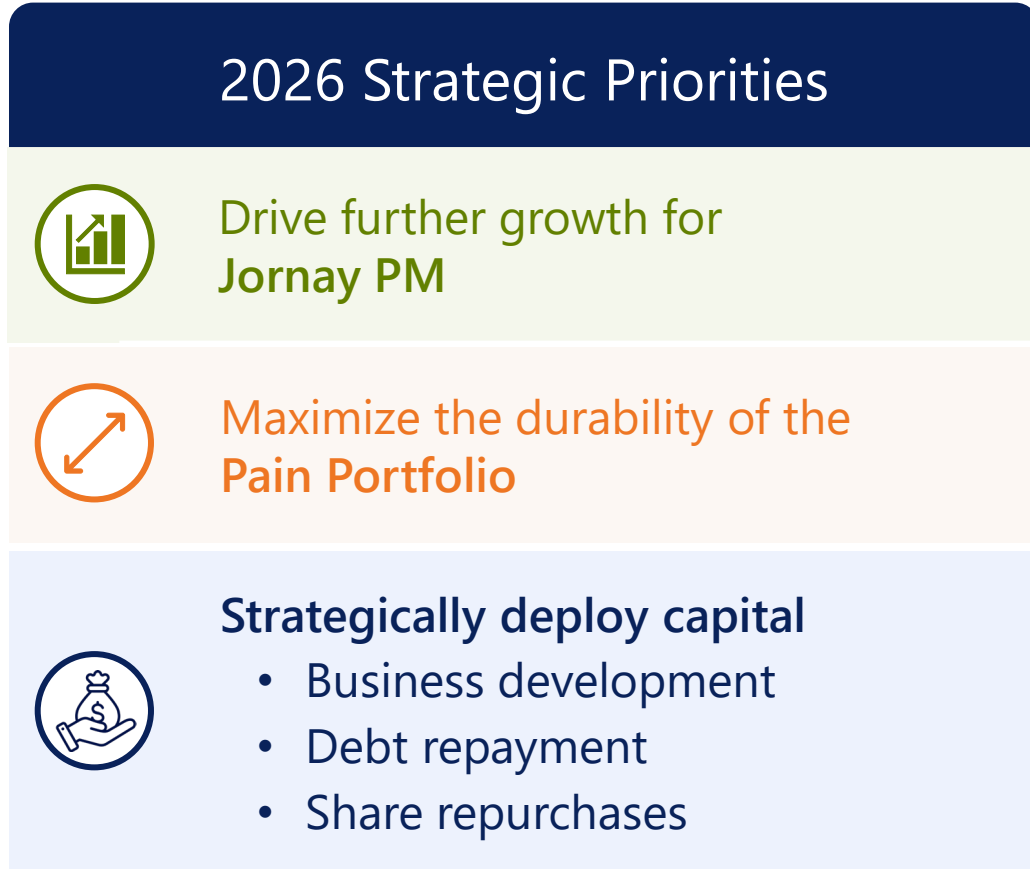 2026 Strategic Priorities
Drive further growth for
Jornay PM
Maximize the durability of the
Pain Portfolio
Strategically deploy capital
• Business development
• Debt repayment
• Share repurchases
$